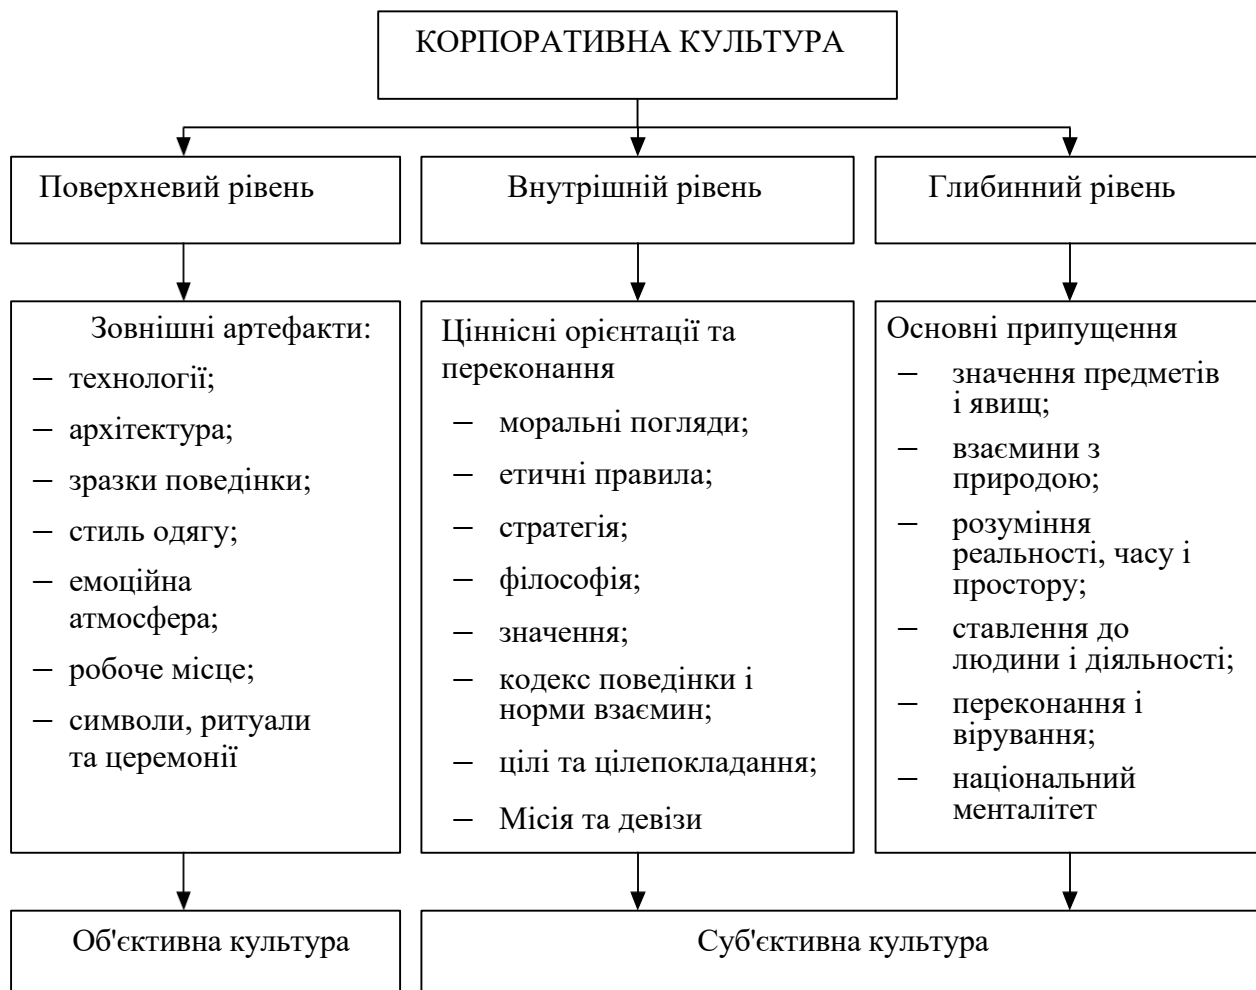 КОРПОРАТИВНА КУЛЬТУРА
Поверхневий рівень
Внутрішній рівень
Глибинний рівень
Зовнішні артефакти:
– технології;
– архітектура;
– зразки поведінки;
– стиль одягу;
– емоційна
атмосфера;
– робоче місце;
– символи, ритуали
та церемонії
Ціннісні орієнтації та
переконання
– моральні погляди;
– етичні правила;
– стратегія;
– філософія;
– значення;
– кодекс поведінки і
норми взаємин;
– цілі та цілепокладання;
– Місія та девізи
Основні припущення
– значення предметів
і явищ;
– взаємини з
природою;
– розуміння
реальності, часу і
простору;
– ставлення до
людини і діяльності;
– переконання і
вірування;
– національний
менталітет
Об'єктивна культура
Суб'єктивна культура